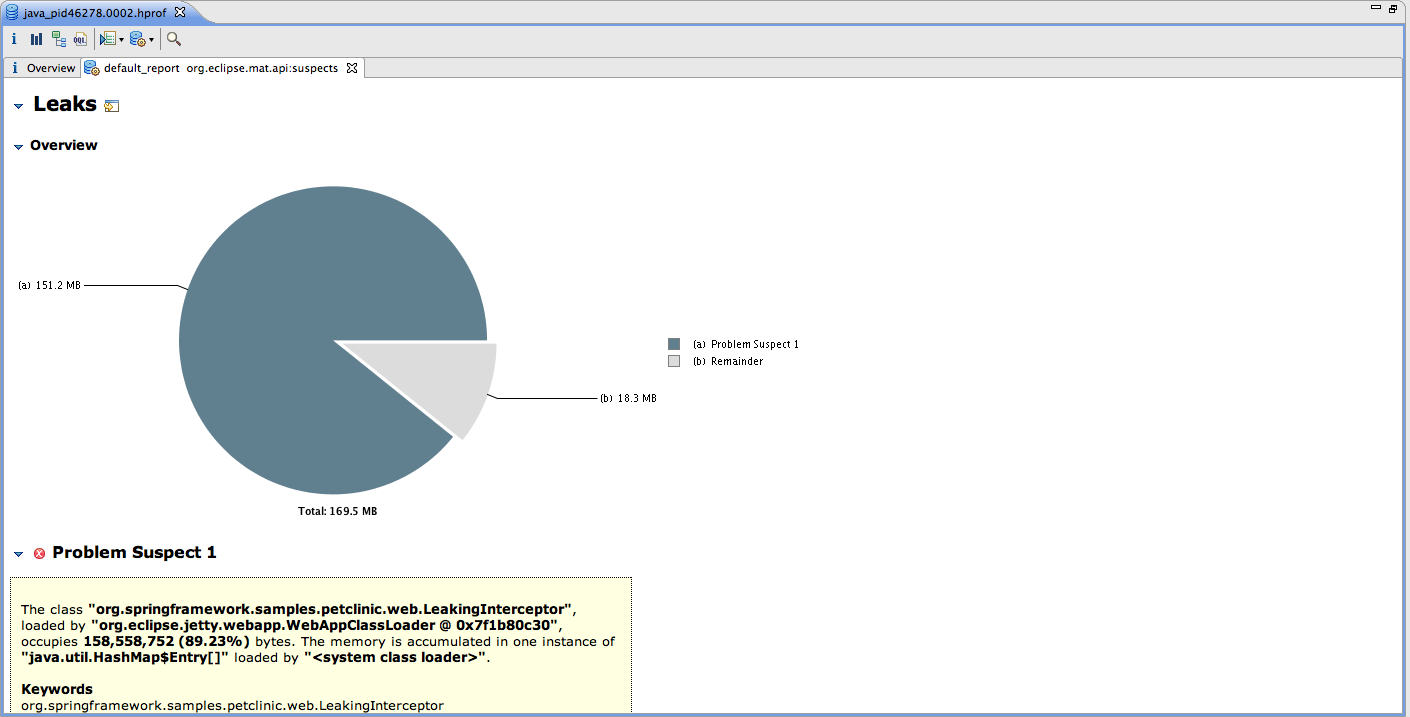 java_pid46278.0002.hprof
i OQL
i Overview default_report org.eclipse.mat.api:suspects
Leaks
Overview
(a) 151.2 MB
(a) Problem Suspect 1
(b) Remainder
(b) 18.3 MB
Total: 169.5 MB
Problem Suspect 1
The class "org.springframework.samples.petclinic.web.LeakingInterceptor",
loaded by "org.eclipse.jetty.webapp.WebAppClassLoader @ 0x7f1b80c30",
occupies 158,558,752 (89.23%) bytes. The memory is accumulated in one instance of
"java.util.HashMap$Entry[]" loaded by "<system class loader>".
Keywords
org.springframework.samples.petclinic.web.LeakingInterceptor